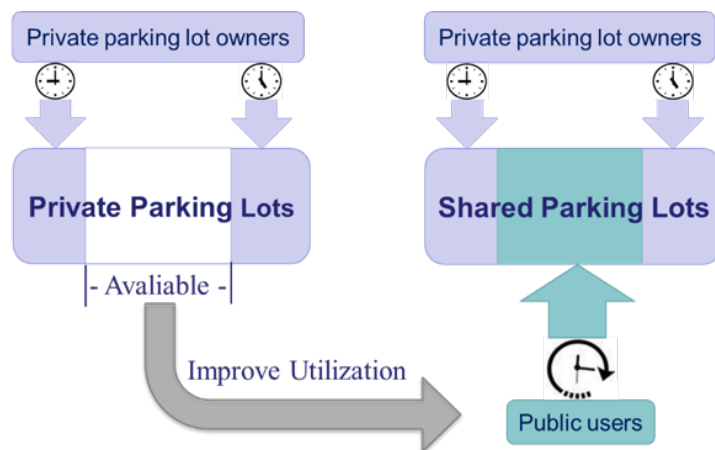 Private parking lot owners
Private parking lot owners
Private Parking Lots
Shared Parking Lots
|- Avaliable -|
Improve Utilization
Public users